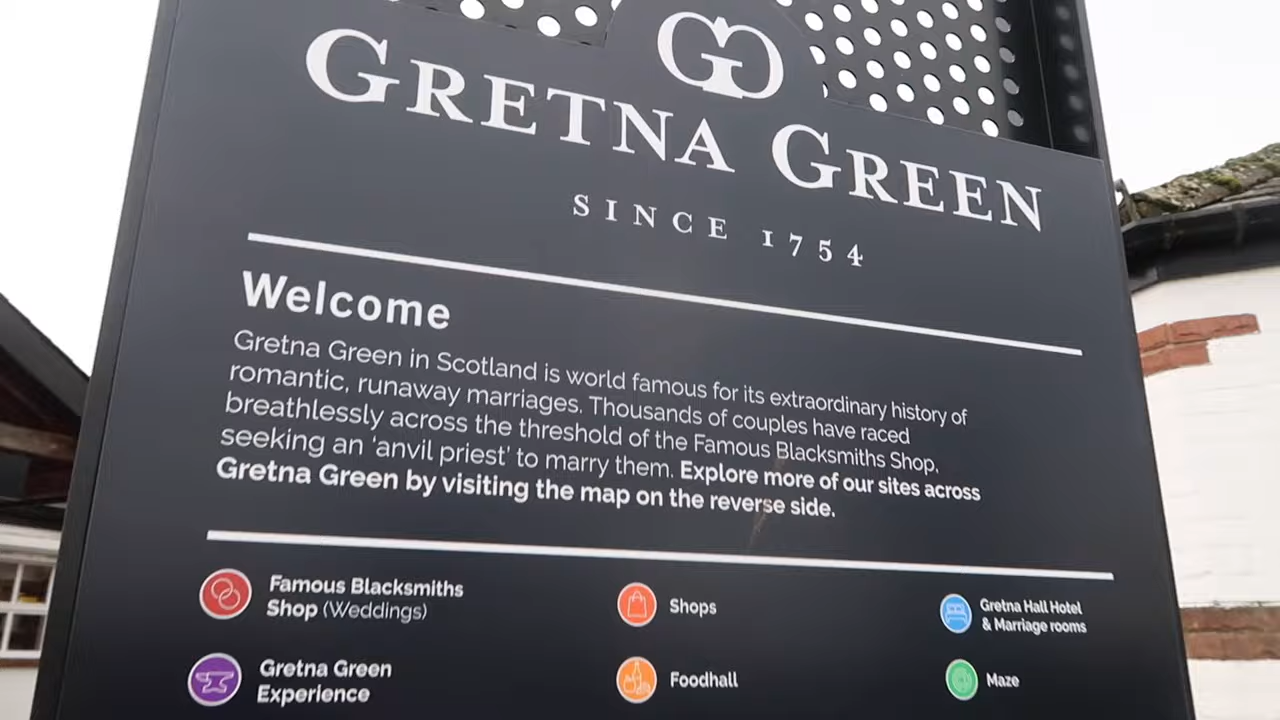 GG
GRETNA GREEN
SINCE 1754
Welcome
Gretna Green in Scotland is world famous for its extraordinary history of
romantic, runaway marriages. Thousands of couples have raced
breathlessly across the threshold of the Famous Blacksmiths Shop,
seeking an ‘anvil priest’ to marry them. Explore more of our sites across
Gretna Green by visiting the map on the reverse side.
Famous Blacksmiths
Shop (Weddings)
Shops
Gretna Hall Hotel
& Marriage rooms
Gretna Green
Experience
Foodhall
Maze